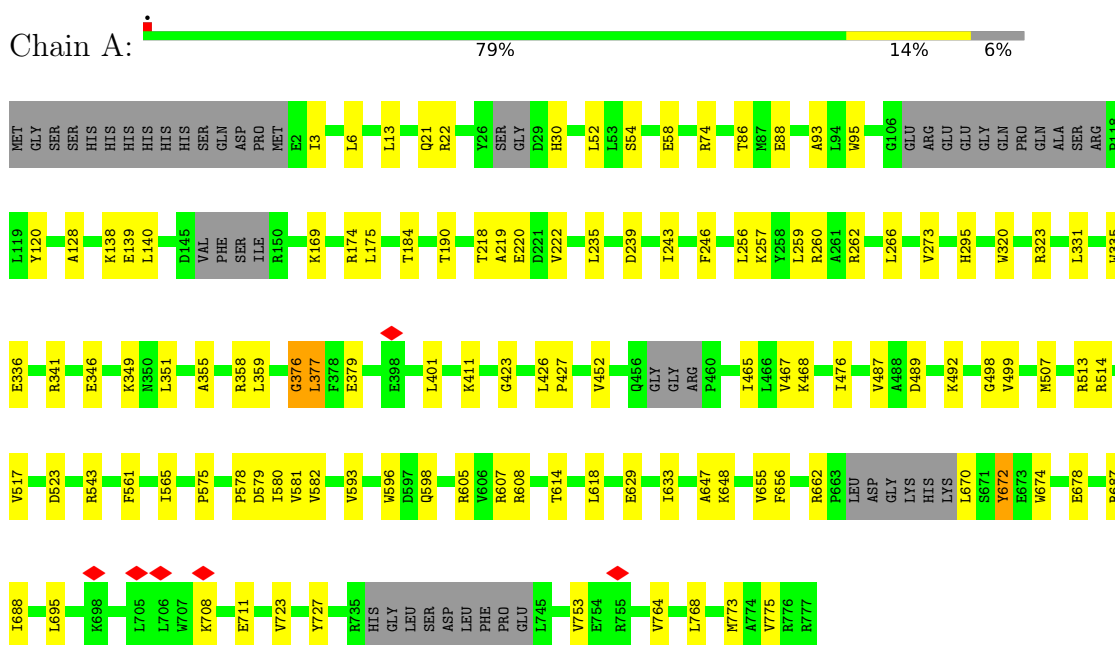 Chain A: 79% 14% 6%
MET GLY SER SER HIS HIS HIS HIS HIS HIS SER GLN ASP PRO MET E2 I3 L6 L13 Q21 R22 Y26 SER GLY D29 H30 L52 L53 S54 E58 R74 T86 M87 E88 A93 L94 W95 G106 GLU ARG GLU GLU GLY GLN PRO GLN ALA SER ARG R118
L119 Y120 A128 K138 E139 L140 D145 VAL PHE SER ILE R150 K169 R174 L175 T184 T190 T218 A219 E220 D221 V222 L235 D239 I243 F246 L256 K257 Y258 L259 R260 A261 R262 L266 V273 H295 W320 R323 L331 W335
E336 R341 E346 K349 N350 L351 A355 R358 L359 G376 L377 F378 E379 E398 L401 K411 G423 L426 P427 V452 Q456 GLY GLY ARG P460 I465 L466 V467 K468 I476 V487 A488 D489 K492 G498 V499 M507 R513 R514
V517 D523 R543 F561 I565 P575 P578 D579 I580 V581 V582 V593 W596 D597 Q598 R605 V606 R607 R608 T614 L618 E629 I633 A647 K648 V655 F656 R662 P663 LEU ASP GLY LYS HIS LYS L670 S671 Y672 E673 W674 E678 R687
I688 L695 K698 L705 L706 W707 K708 E711 V723 Y727 R735 HIS GLY LEU SER ASP LEU PHE PRO GLU L745 V753 E754 R755 V764 L768 M773 A774 V775 R776 R777